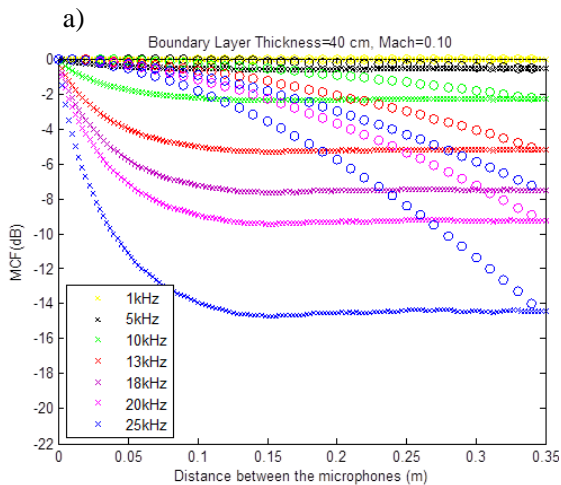 a)
Boundary Layer Thickness=40 cm, Mach=0.10
MCF(dB)
0
-2
-4
-6
-8
-10
-12
-14
-16
-18
-20
-22
1kHz
5kHz
10kHz
13kHz
18kHz
20kHz
25kHz
0 0.05 0.1 0.15 0.2 0.25 0.3 0.35
Distance between the microphones (m)